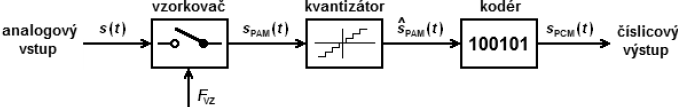 vzorkovač
kvantizátor
kodér
analogový
vstup
s(t)
s_PAM(t)
ŝ_PAM(t)
100101
s_PCM(t)
číslicový
výstup
F_VZ